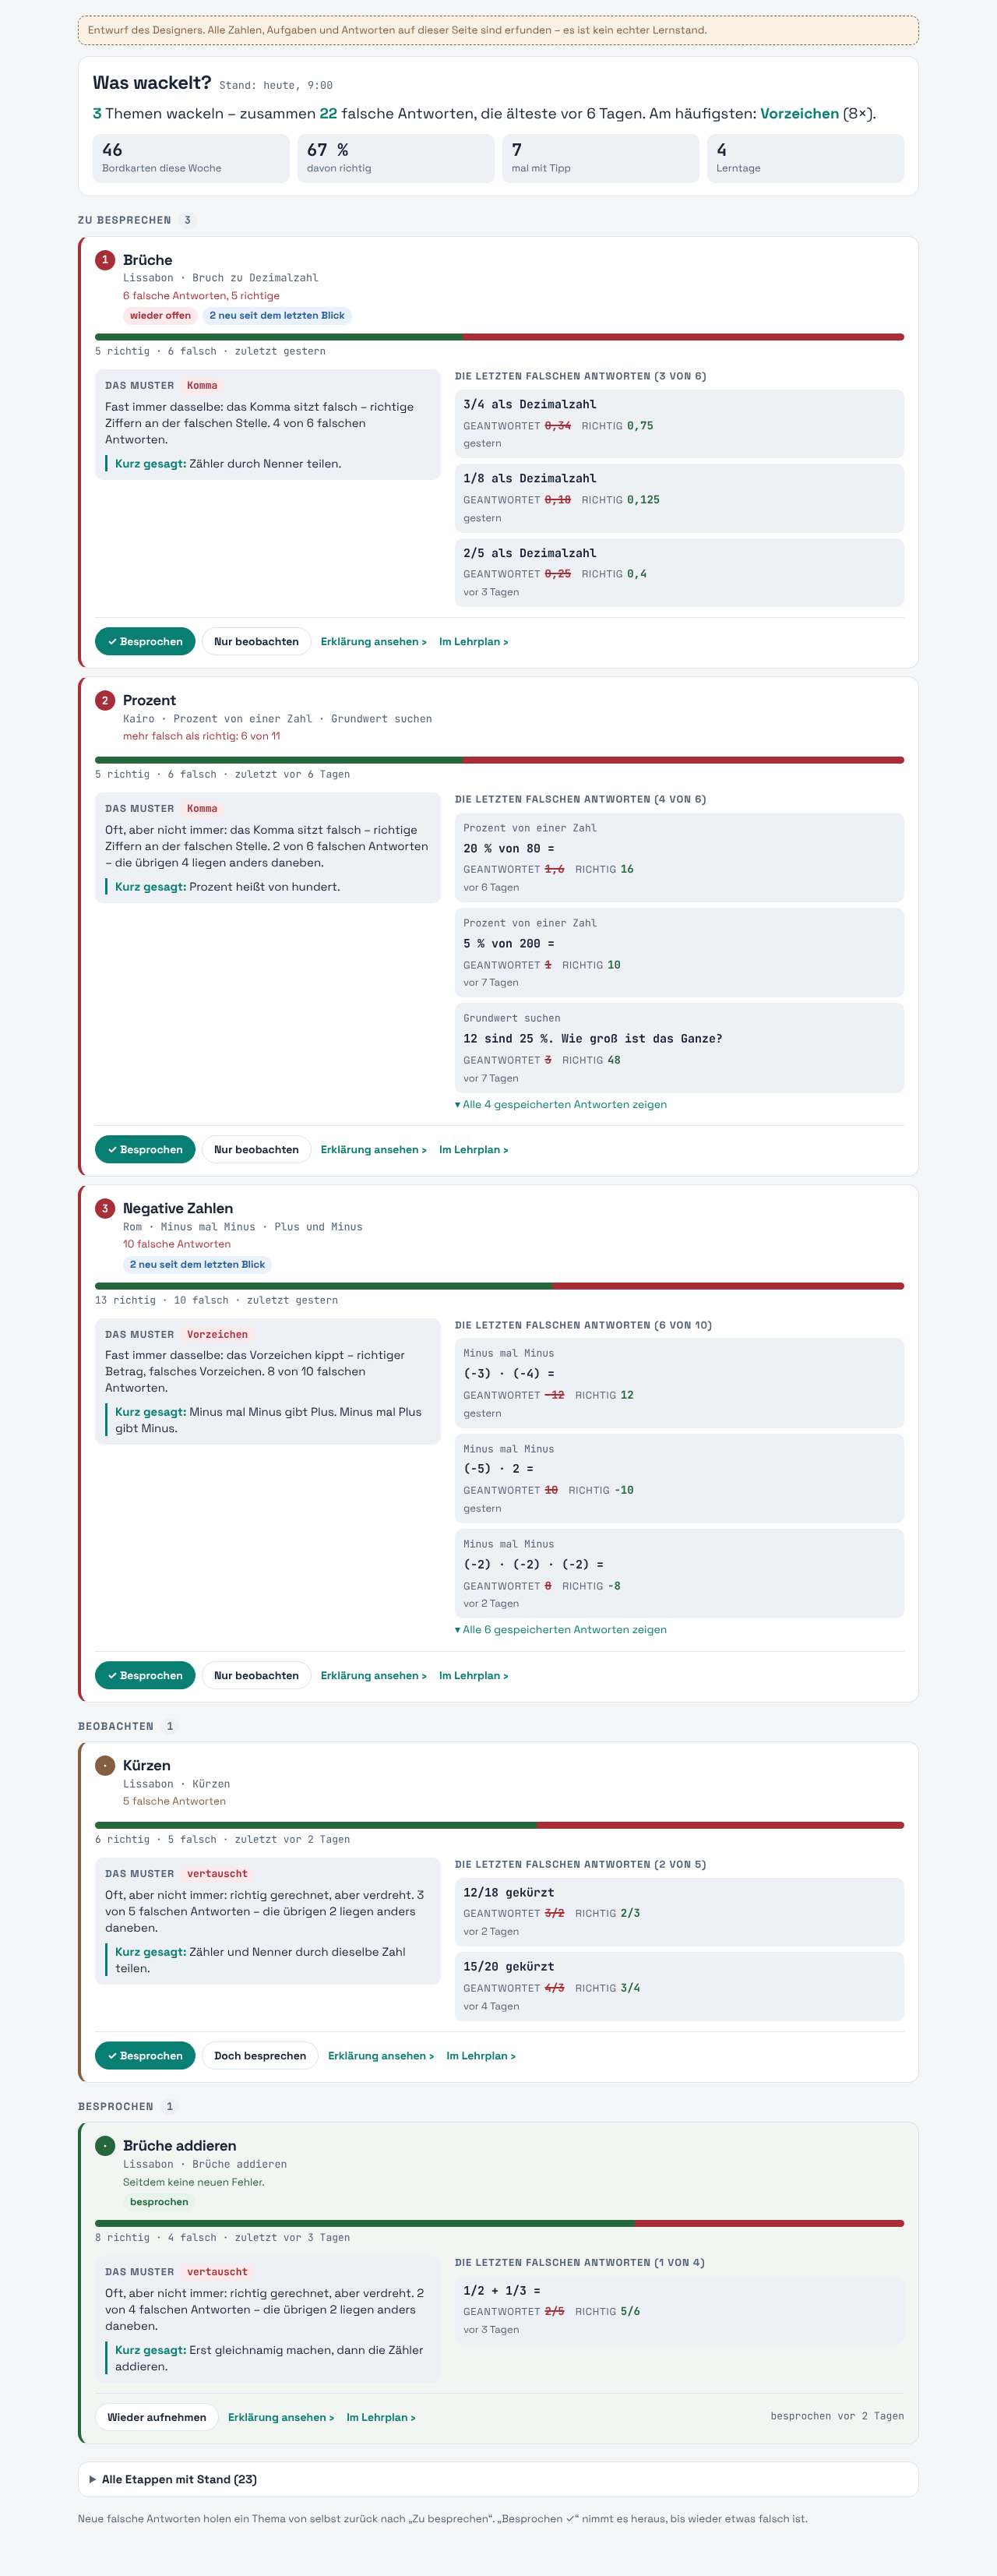 Entwurf des Designers. Alle Zahlen, Aufgaben und Antworten auf dieser Seite sind erfunden – es ist kein echter Lernstand.
Was wackelt? Stand: heute, 9:00
3 Themen wackeln – zusammen 22 falsche Antworten, die älteste vor 6 Tagen. Am häufigsten: Vorzeichen (8×).
46
Bordkarten diese Woche
67 %
davon richtig
7
mal mit Tipp
4
Lerntage
ZU BESPRECHEN 3
1 Brüche
Lissabon · Bruch zu Dezimalzahl
6 falsche Antworten, 5 richtige
wieder offen 2 neu seit dem letzten Blick
5 richtig · 6 falsch · zuletzt gestern
DAS MUSTER Komma
Fast immer dasselbe: das Komma sitzt falsch – richtige
Ziffern an der falschen Stelle. 4 von 6 falschen
Antworten.
Kurz gesagt: Zähler durch Nenner teilen.
DIE LETZTEN FALSCHEN ANTWORTEN (3 VON 6)
3/4 als Dezimalzahl
GEANTWORTET 0,34 RICHTIG 0,75
gestern
1/8 als Dezimalzahl
GEANTWORTET 0,18 RICHTIG 0,125
gestern
2/5 als Dezimalzahl
GEANTWORTET 0,25 RICHTIG 0,4
vor 3 Tagen
✓ Besprochen Nur beobachten Erklärung ansehen › Im Lehrplan ›
2 Prozent
Kairo · Prozent von einer Zahl · Grundwert suchen
mehr falsch als richtig: 6 von 11
5 richtig · 6 falsch · zuletzt vor 6 Tagen
DAS MUSTER Komma
Oft, aber nicht immer: das Komma sitzt falsch – richtige
Ziffern an der falschen Stelle. 2 von 6 falschen Antworten
– die übrigen 4 liegen anders daneben.
Kurz gesagt: Prozent heißt von hundert.
DIE LETZTEN FALSCHEN ANTWORTEN (4 VON 6)
Prozent von einer Zahl
20 % von 80 =
GEANTWORTET 1,6 RICHTIG 16
vor 6 Tagen
Prozent von einer Zahl
5 % von 200 =
GEANTWORTET 1 RICHTIG 10
vor 7 Tagen
Grundwert suchen
12 sind 25 %. Wie groß ist das Ganze?
GEANTWORTET 3 RICHTIG 48
vor 7 Tagen
▾ Alle 4 gespeicherten Antworten zeigen
✓ Besprochen Nur beobachten Erklärung ansehen › Im Lehrplan ›
3 Negative Zahlen
Rom · Minus mal Minus · Plus und Minus
10 falsche Antworten
2 neu seit dem letzten Blick
13 richtig · 10 falsch · zuletzt gestern
DAS MUSTER Vorzeichen
Fast immer dasselbe: das Vorzeichen kippt – richtiger
Betrag, falsches Vorzeichen. 8 von 10 falschen
Antworten.
Kurz gesagt: Minus mal Minus gibt Plus. Minus mal Plus
gibt Minus.
DIE LETZTEN FALSCHEN ANTWORTEN (6 VON 10)
Minus mal Minus
(-3) · (-4) =
GEANTWORTET -12 RICHTIG 12
gestern
Minus mal Minus
(-5) · 2 =
GEANTWORTET 10 RICHTIG -10
gestern
Minus mal Minus
(-2) · (-2) · (-2) =
GEANTWORTET 8 RICHTIG -8
vor 2 Tagen
▾ Alle 6 gespeicherten Antworten zeigen
✓ Besprochen Nur beobachten Erklärung ansehen › Im Lehrplan ›
BEOBACHTEN 1
· Kürzen
Lissabon · Kürzen
5 falsche Antworten
6 richtig · 5 falsch · zuletzt vor 2 Tagen
DAS MUSTER vertauscht
Oft, aber nicht immer: richtig gerechnet, aber verdreht. 3
von 5 falschen Antworten – die übrigen 2 liegen anders
daneben.
Kurz gesagt: Zähler und Nenner durch dieselbe Zahl
teilen.
DIE LETZTEN FALSCHEN ANTWORTEN (2 VON 5)
12/18 gekürzt
GEANTWORTET 3/2 RICHTIG 2/3
vor 2 Tagen
15/20 gekürzt
GEANTWORTET 4/3 RICHTIG 3/4
vor 4 Tagen
✓ Besprochen Doch besprechen Erklärung ansehen › Im Lehrplan ›
BESPROCHEN 1
· Brüche addieren
Lissabon · Brüche addieren
Seitdem keine neuen Fehler.
besprochen
8 richtig · 4 falsch · zuletzt vor 3 Tagen
DAS MUSTER vertauscht
Oft, aber nicht immer: richtig gerechnet, aber verdreht. 2
von 4 falschen Antworten – die übrigen 2 liegen anders
daneben.
Kurz gesagt: Erst gleichnamig machen, dann die Zähler
addieren.
DIE LETZTEN FALSCHEN ANTWORTEN (1 VON 4)
1/2 + 1/3 =
GEANTWORTET 2/5 RICHTIG 5/6
vor 3 Tagen
Wieder aufnehmen Erklärung ansehen › Im Lehrplan › besprochen vor 2 Tagen
▶ Alle Etappen mit Stand (23)
Neue falsche Antworten holen ein Thema von selbst zurück nach „Zu besprechen“. „Besprochen ✓“ nimmt es heraus, bis wieder etwas falsch ist.